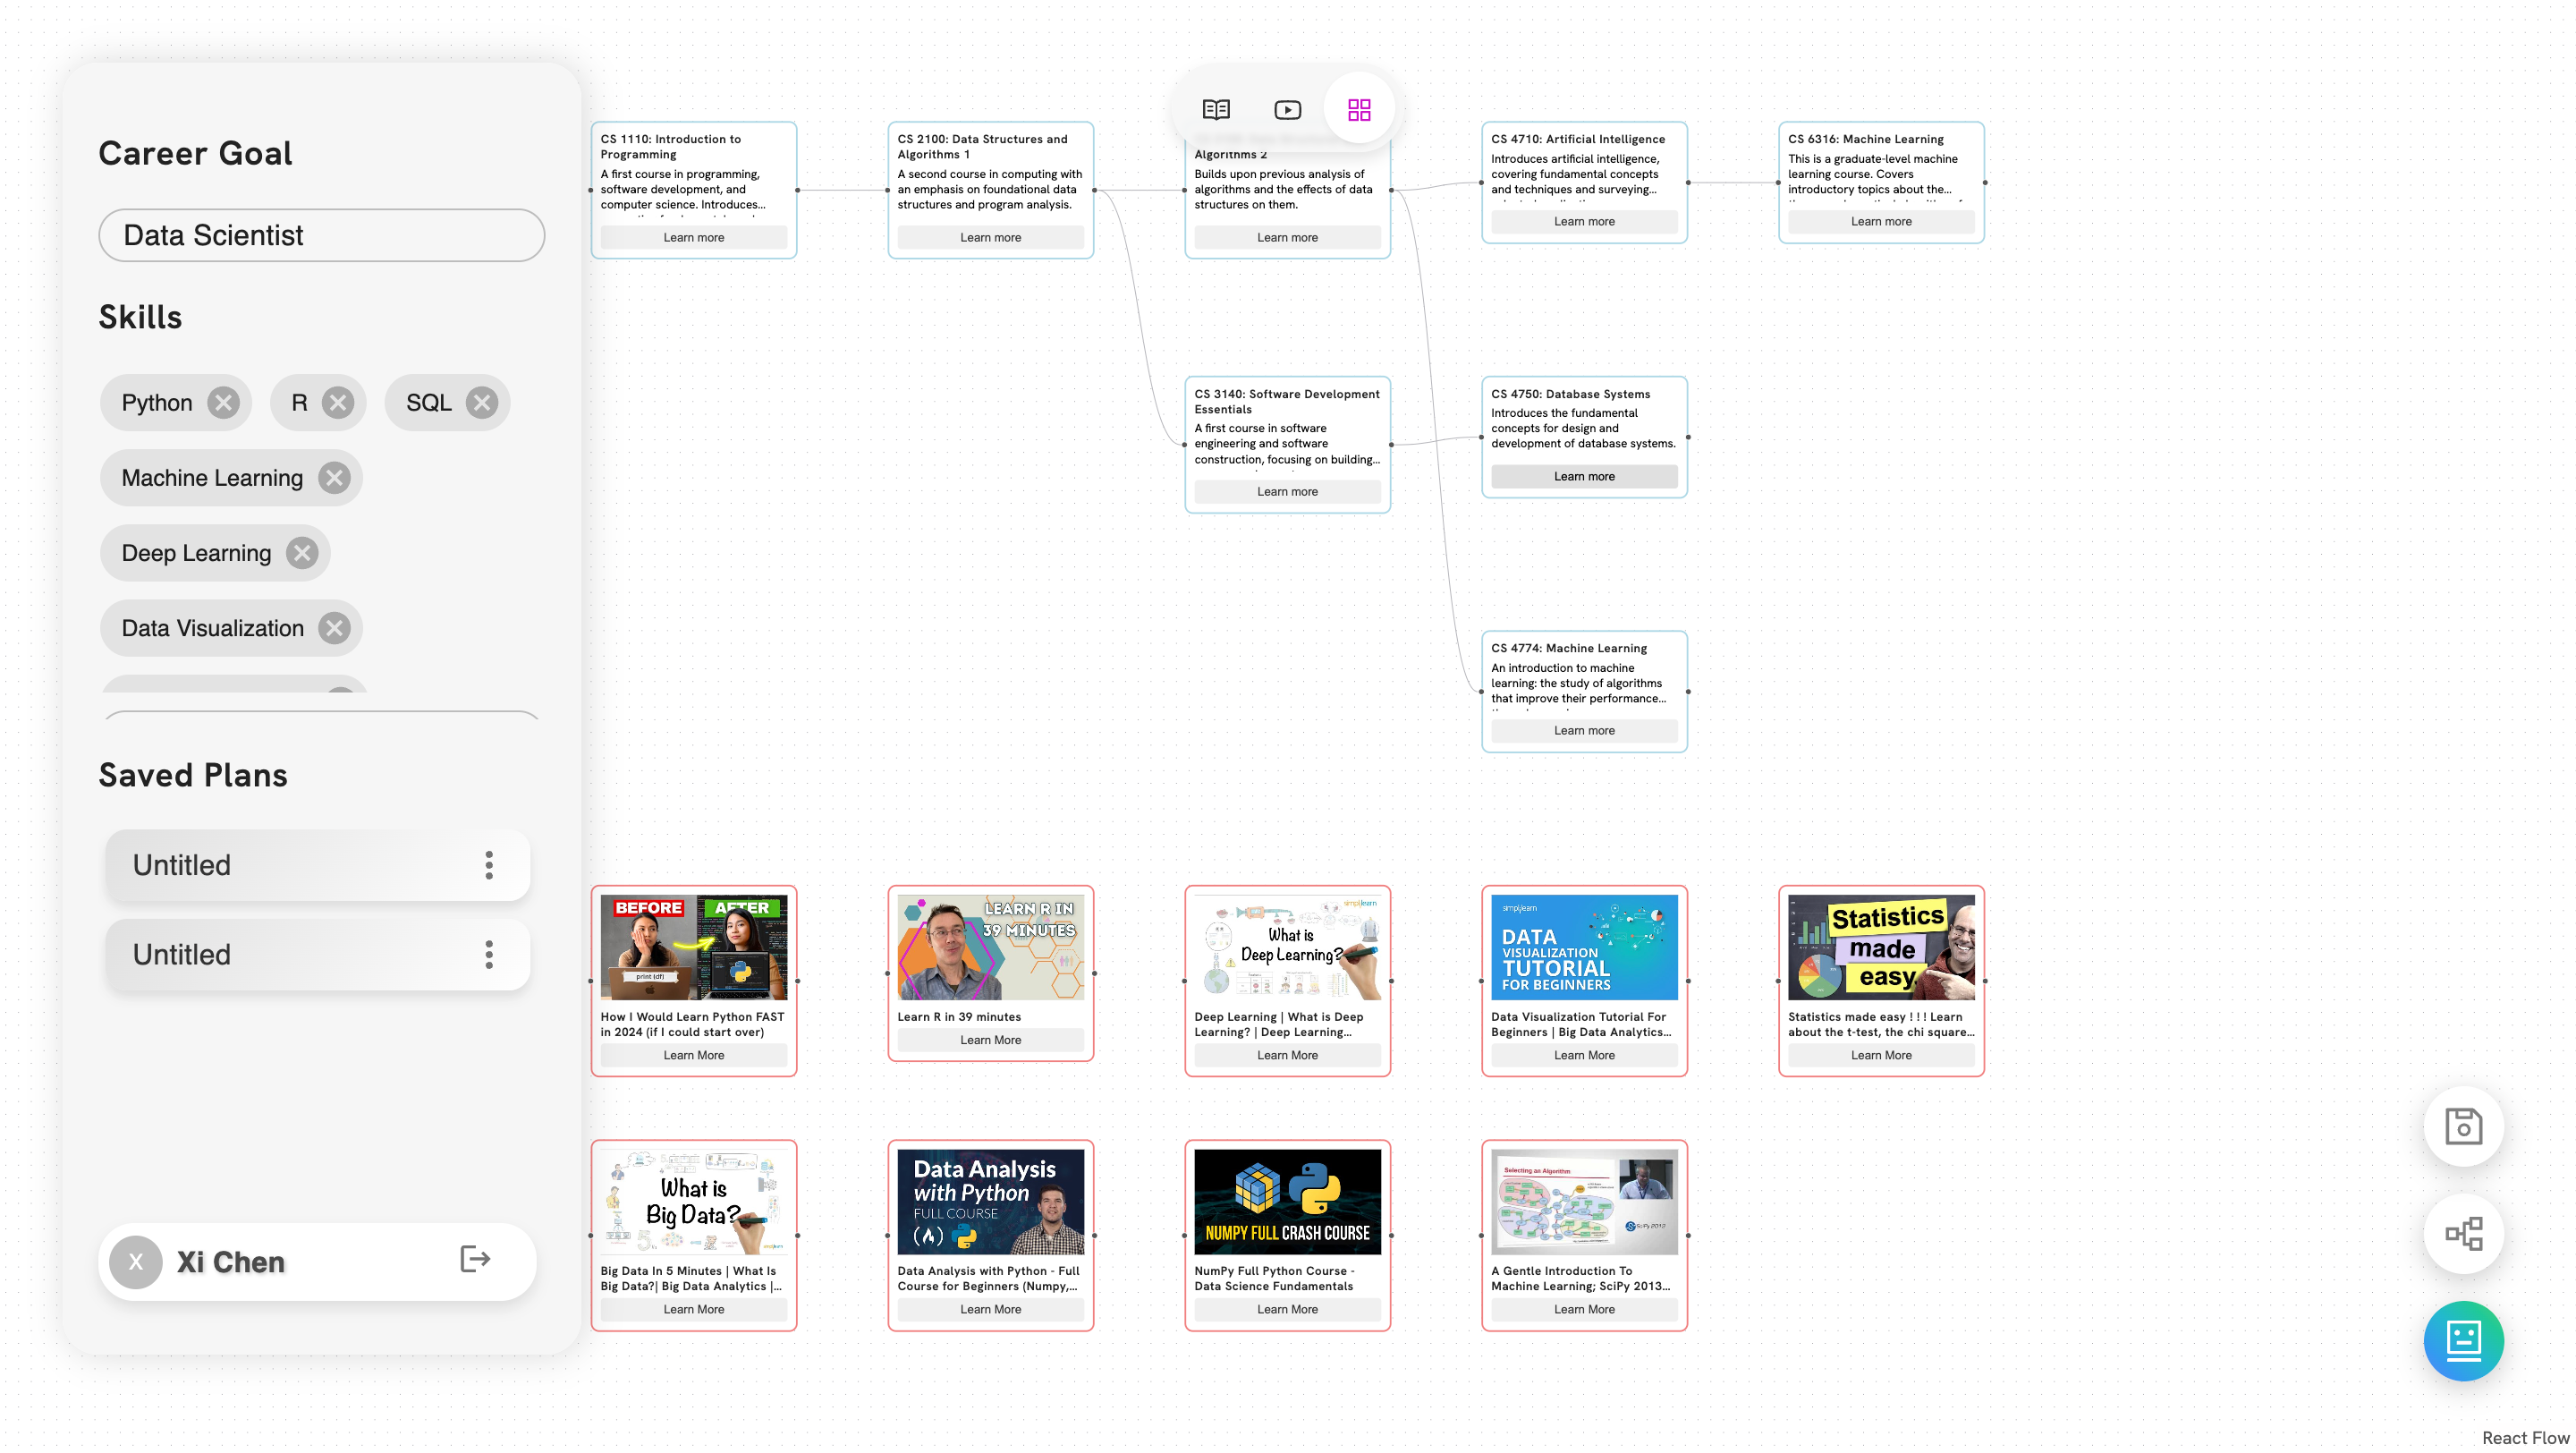 Career Goal
Data Scientist
Skills
Python
R
SQL
Machine Learning
Deep Learning
Data Visualization
Saved Plans
Untitled
Untitled
X
Xi Chen
CS 1110: Introduction to
Programming
A first course in programming,
software development, and
computer science. Introduces...
Learn more
CS 2100: Data Structures and
Algorithms 1
A second course in computing with
an emphasis on foundational data
structures and program analysis.
Learn more
Algorithms 2
Builds upon previous analysis of
algorithms and the effects of data
structures on them.
Learn more
CS 4710: Artificial Intelligence
Introduces artificial intelligence,
covering fundamental concepts
and techniques and surveying...
Learn more
CS 6316: Machine Learning
This is a graduate-level machine
learning course. Covers
introductory topics about the...
Learn more
CS 3140: Software Development
Essentials
A first course in software
engineering and software
construction, focusing on building...
Learn more
CS 4750: Database Systems
Introduces the fundamental
concepts for design and
development of database systems.
Learn more
CS 4774: Machine Learning
An introduction to machine
learning: the study of algorithms
that improve their performance...
Learn more
BEFORE
AFTER
print (df)
How I Would Learn Python FAST
in 2024 (if I could start over)
Learn More
LEARN R IN
39 MINUTES
Learn R in 39 minutes
Learn More
simplilearn
What is
Deep Learning?
Deep Learning | What is Deep
Learning? | Deep Learning...
Learn More
simplilearn
DATA
VISUALIZATION
TUTORIAL
FOR BEGINNERS
Data Visualization Tutorial For
Beginners | Big Data Analytics...
Learn More
Statistics
made
easy
Statistics made easy ! ! ! Learn
about the t-test, the chi square...
Learn More
What is
Big Data?
Big Data In 5 Minutes | What Is
Big Data?| Big Data Analytics |...
Learn More
Data Analysis
with Python
FULL COURSE
Data Analysis with Python - Full
Course for Beginners (Numpy,...
Learn More
NUMPY FULL CRASH COURSE
NumPy Full Python Course -
Data Science Fundamentals
Learn More
Selecting an Algorithm
SciPy 2013
A Gentle Introduction To
Machine Learning; SciPy 2013...
Learn More
React Flow